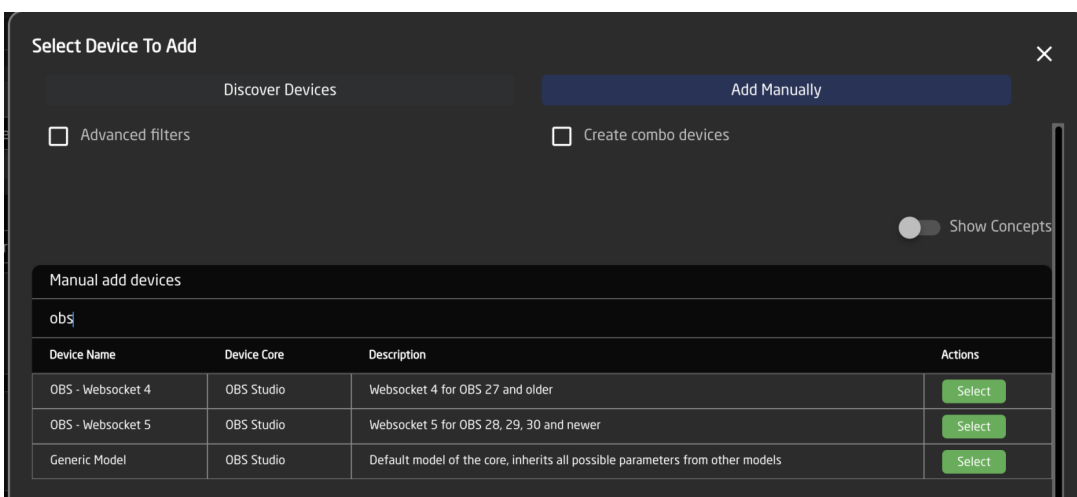 Select Device To Add
Discover Devices
Add Manually
Advanced filters
Create combo devices
Show Concepts
Manual add devices
obs
Device Name Device Core Description Actions
OBS - Websocket 4 OBS Studio Websocket 4 for OBS 27 and older Select
OBS - Websocket 5 OBS Studio Websocket 5 for OBS 28, 29, 30 and newer Select
Generic Model OBS Studio Default model of the core, inherits all possible parameters from other models Select